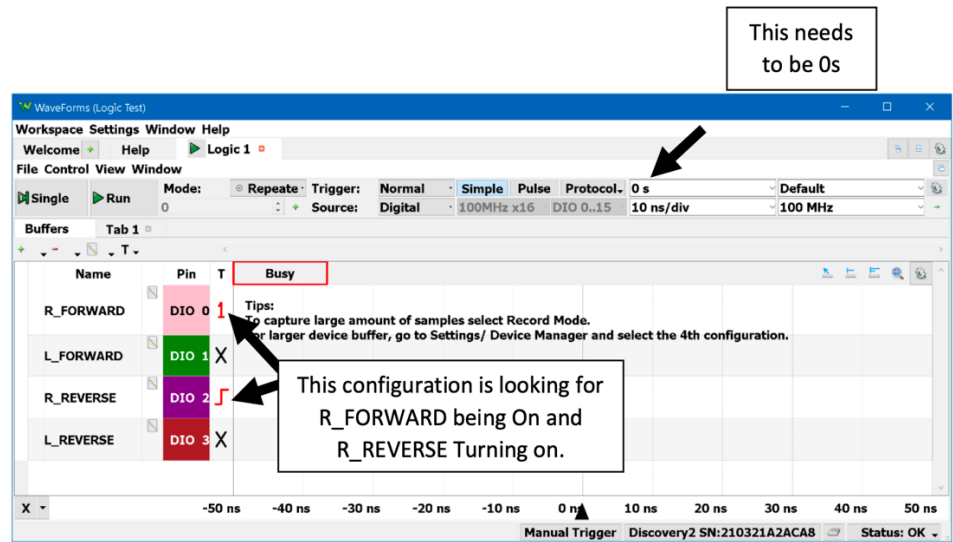 This needs
to be 0s
WaveForms (Logic Test)
Workspace Settings Window Help
Welcome Help Logic 1
File Control View Window
Single Run Mode: Repeate Trigger: Normal Simple Pulse Protocol 0 s Default
0 Source: Digital 100MHz x16 DIO 0..15 10 ns/div 100 MHz
Buffers Tab 1
T
Name Pin T Busy
Tips:
R_FORWARD DIO 0 1
To capture large amount of samples select Record Mode.
or larger device buffer, go to Settings/ Device Manager and select the 4th configuration.
L_FORWARD DIO 1 X
This configuration is looking for
R_FORWARD being On and
R_REVERSE Turning on.
R_REVERSE DIO 2
L_REVERSE DIO 3 X
X -50 ns -40 ns -30 ns -20 ns -10 ns 0 ns 10 ns 20 ns 30 ns 40 ns 50 ns
Manual Trigger Discovery2 SN:210321A2ACA8 Status: OK